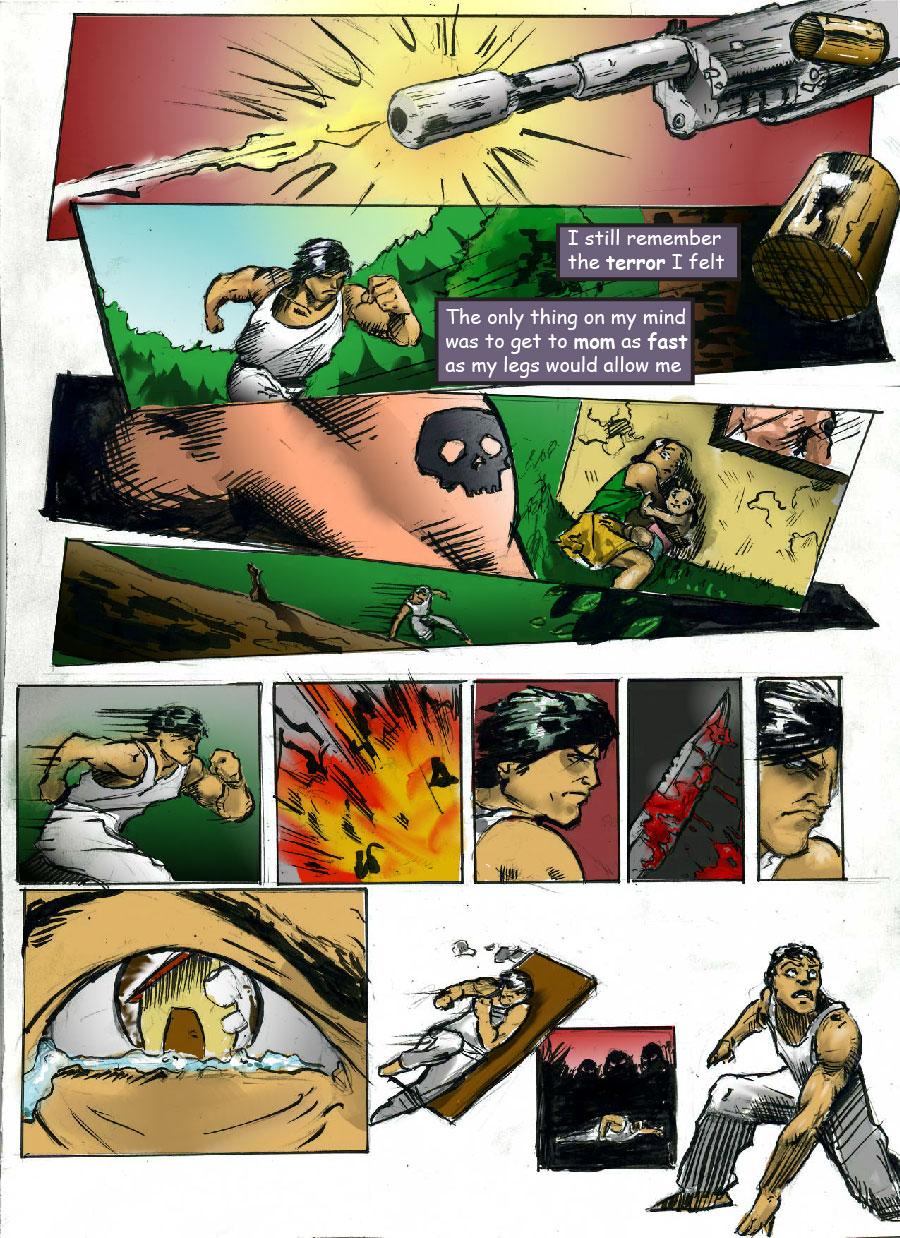 I still remember
the terror I felt
The only thing on my mind
was to get to mom as fast
as my legs would allow me